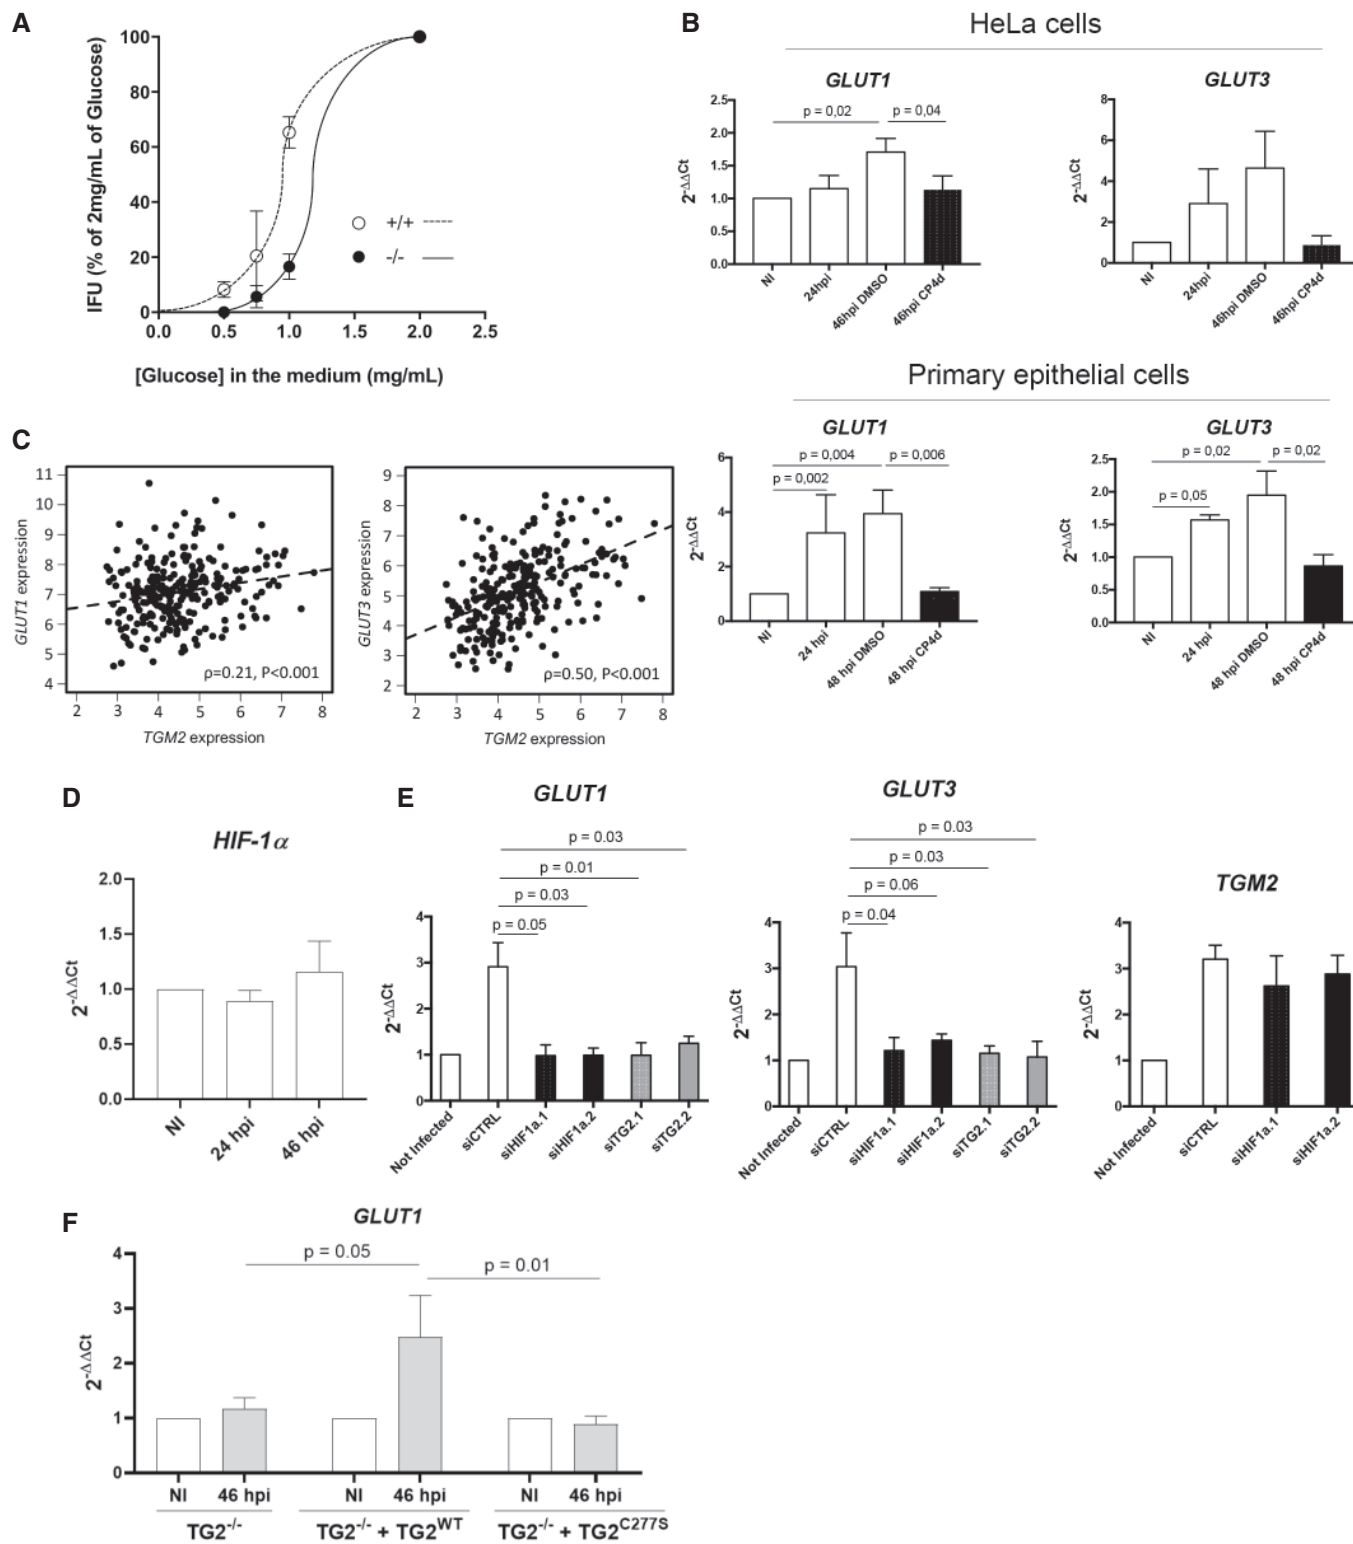 A
IFU (% of 2mg/mL of Glucose)
100
80
60
40
20
0
0.0 0.5 1.0 1.5 2.0 2.5
[Glucose] in the medium (mg/mL)
+/+
-/-
B
HeLa cells
GLUT1
2.5
2.0
1.5
1.0
0.5
0.0
2-ΔΔCt
p = 0,02
p = 0,04
NI
24hpi
46hpi DMSO
46hpi CP4d
GLUT3
8
6
4
2
0
2-ΔΔCt
NI
24hpi
46hpi DMSO
46hpi CP4d
Primary epithelial cells
GLUT1
6
4
2
0
2-ΔΔCt
p = 0,004
p = 0,006
p = 0,002
NI
24 hpi
48 hpi DMSO
48 hpi CP4d
GLUT3
2.5
2.0
1.5
1.0
0.5
0.0
2-ΔΔCt
p = 0,02
p = 0,02
p = 0,05
NI
24 hpi
48 hpi DMSO
48 hpi CP4d
C
GLUT1 expression
11
10
9
8
7
6
5
4
ρ=0.21, P<0.001
2 3 4 5 6 7 8
TGM2 expression
GLUT3 expression
9
8
7
6
5
4
3
2
ρ=0.50, P<0.001
2 3 4 5 6 7 8
TGM2 expression
D
HIF-1α
2.0
1.5
1.0
0.5
0.0
2-ΔΔCt
NI
24 hpi
46 hpi
E
GLUT1
p = 0.03
p = 0.01
p = 0.03
p = 0.05
4
3
2
1
0
2-ΔΔCt
Not Infected
siCTRL
siHIF1a.1
siHIF1a.2
siTG2.1
siTG2.2
GLUT3
p = 0.03
p = 0.03
p = 0.06
p = 0.04
4
3
2
1
0
2-ΔΔCt
Not Infected
siCTRL
siHIF1a.1
siHIF1a.2
siTG2.1
siTG2.2
TGM2
4
3
2
1
0
2-ΔΔCt
Not Infected
siCTRL
siHIF1a.1
siHIF1a.2
F
GLUT1
p = 0.05
p = 0.01
4
3
2
1
0
2-ΔΔCt
NI 46 hpi NI 46 hpi NI 46 hpi
TG2-/- TG2-/- + TG2WT TG2-/- + TG2C277S